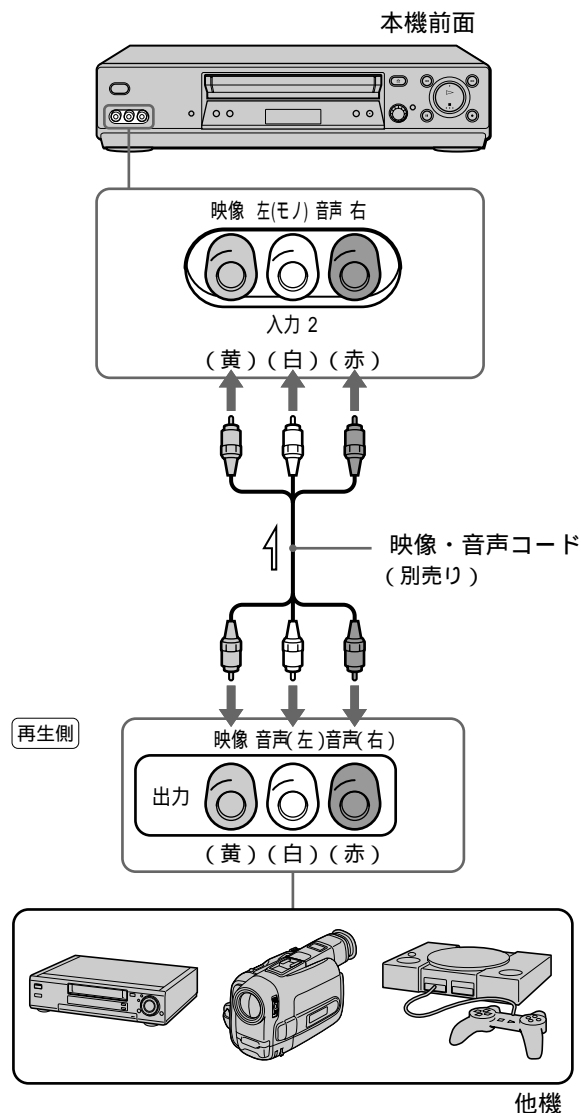 本機前面
映像 左(モノ) 音声 右
入力 2
(黄)(白)(赤)
映像・音声コード
(別売り)
再生側
映像 音声(左)音声(右)
出力
(黄)(白)(赤)
他機